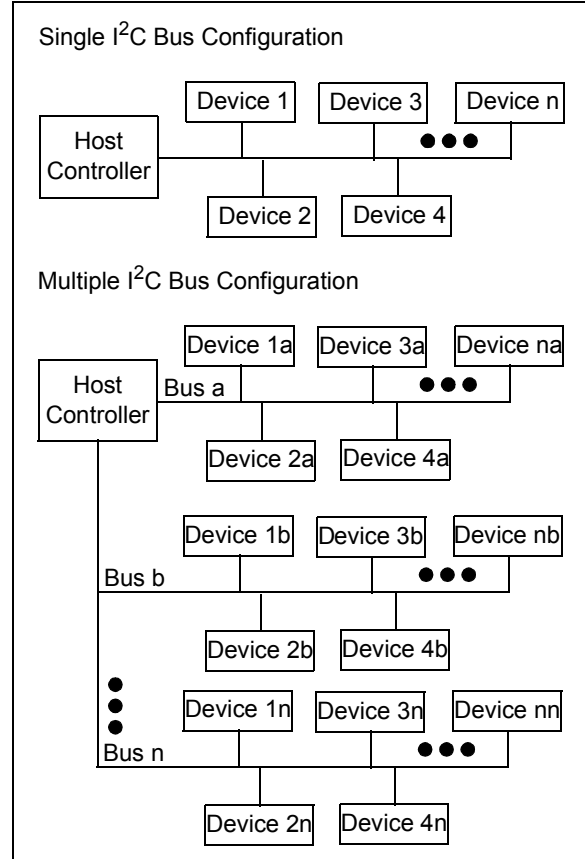 Single I²C Bus Configuration
Device 1
Device 3
Device n
Host
Controller
Device 2
Device 4
Multiple I²C Bus Configuration
Device 1a
Device 3a
Device na
Host
Controller
Bus a
Device 2a
Device 4a
Device 1b
Device 3b
Device nb
Bus b
Device 2b
Device 4b
Device 1n
Device 3n
Device nn
Bus n
Device 2n
Device 4n